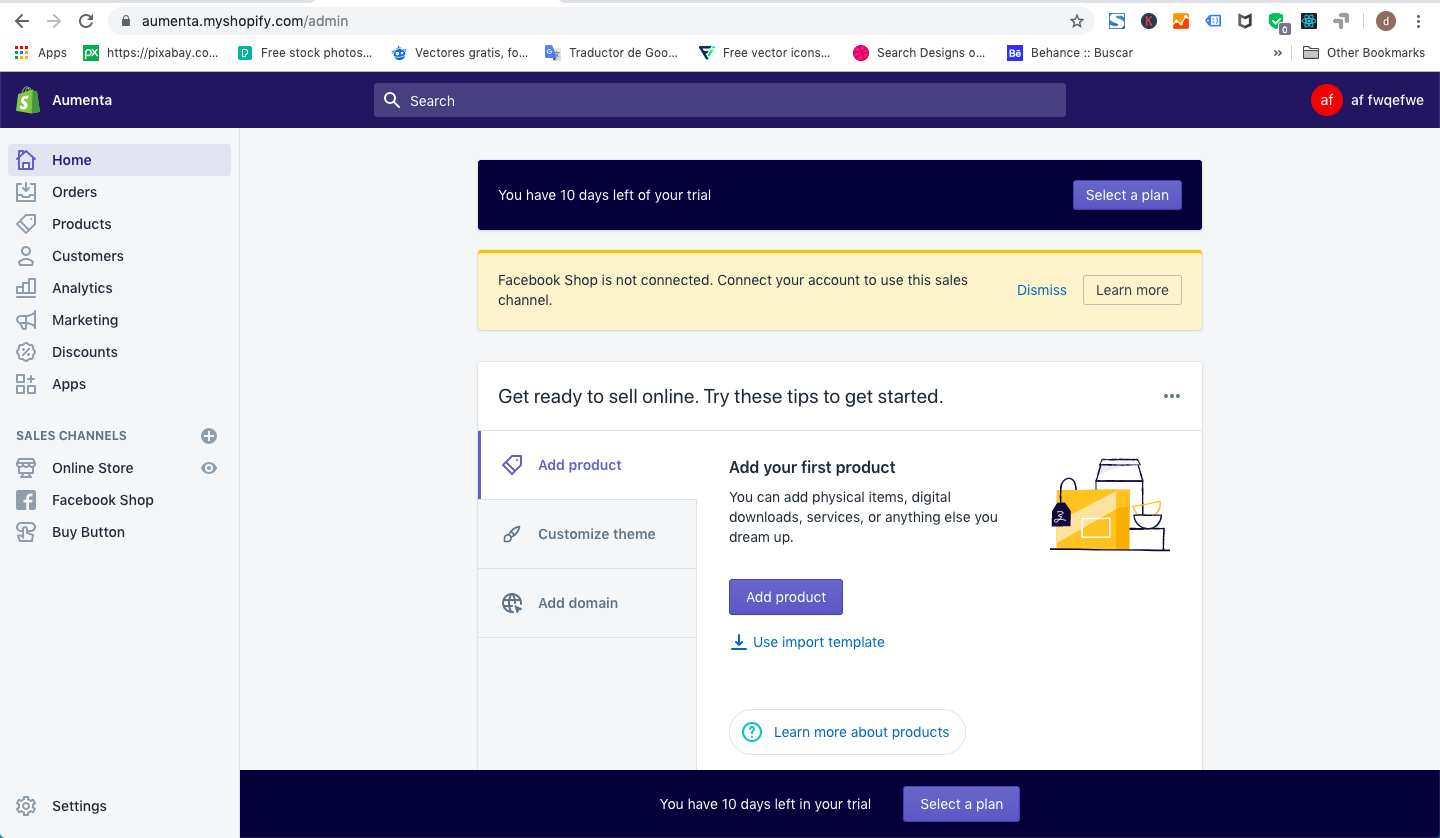 aumenta.myshopify.com/admin
0
d
Apps
https://pixabay.co...
Free stock photos...
Vectores gratis, fo...
Traductor de Goo...
Free vector icons...
Search Designs o...
Behance :: Buscar
»
Other Bookmarks
Aumenta
Search
af
af fwqefwe
Home
Orders
Products
Customers
Analytics
Marketing
Discounts
Apps
SALES CHANNELS
Online Store
Facebook Shop
Buy Button
Settings
You have 10 days left of your trial
Select a plan
Facebook Shop is not connected. Connect your account to use this sales
channel.
Dismiss
Learn more
Get ready to sell online. Try these tips to get started.
Add product
Customize theme
Add domain
Add your first product
You can add physical items, digital
downloads, services, or anything else you
dream up.
Add product
Use import template
Learn more about products
You have 10 days left in your trial
Select a plan